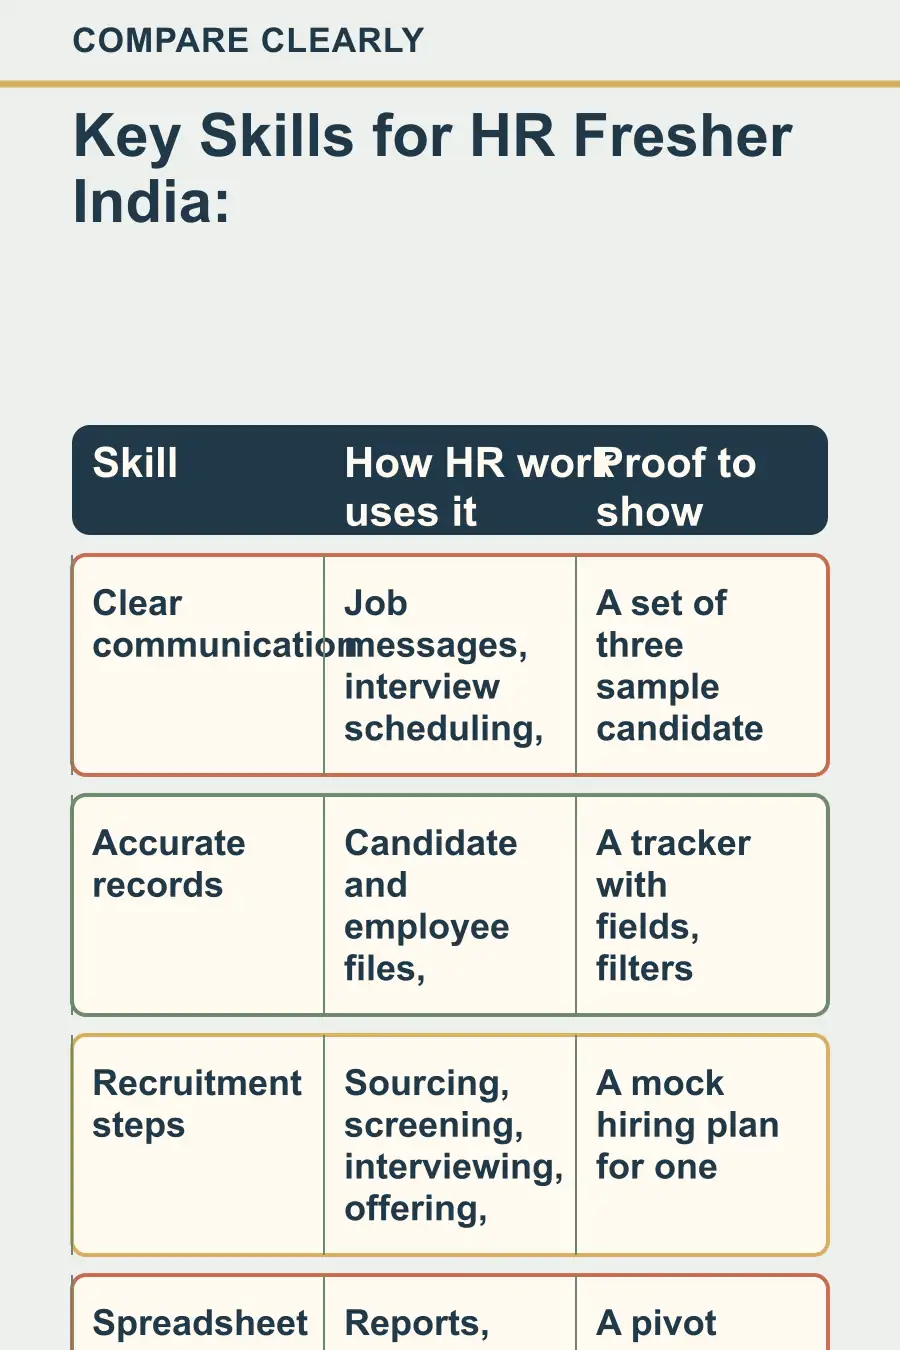 COMPARE CLEARLY
Key Skills for HR Fresher
India:
Skill
How HR work
uses it
Proof to
show
Clear
communication
Job
messages,
interview
scheduling,
A set of
three
sample
candidate
Accurate
records
Candidate
and
employee
files,
A tracker
with
fields,
filters
Recruitment
steps
Sourcing,
screening,
interviewing,
offering,
A mock
hiring plan
for one
Spreadsheet
Reports,
A pivot